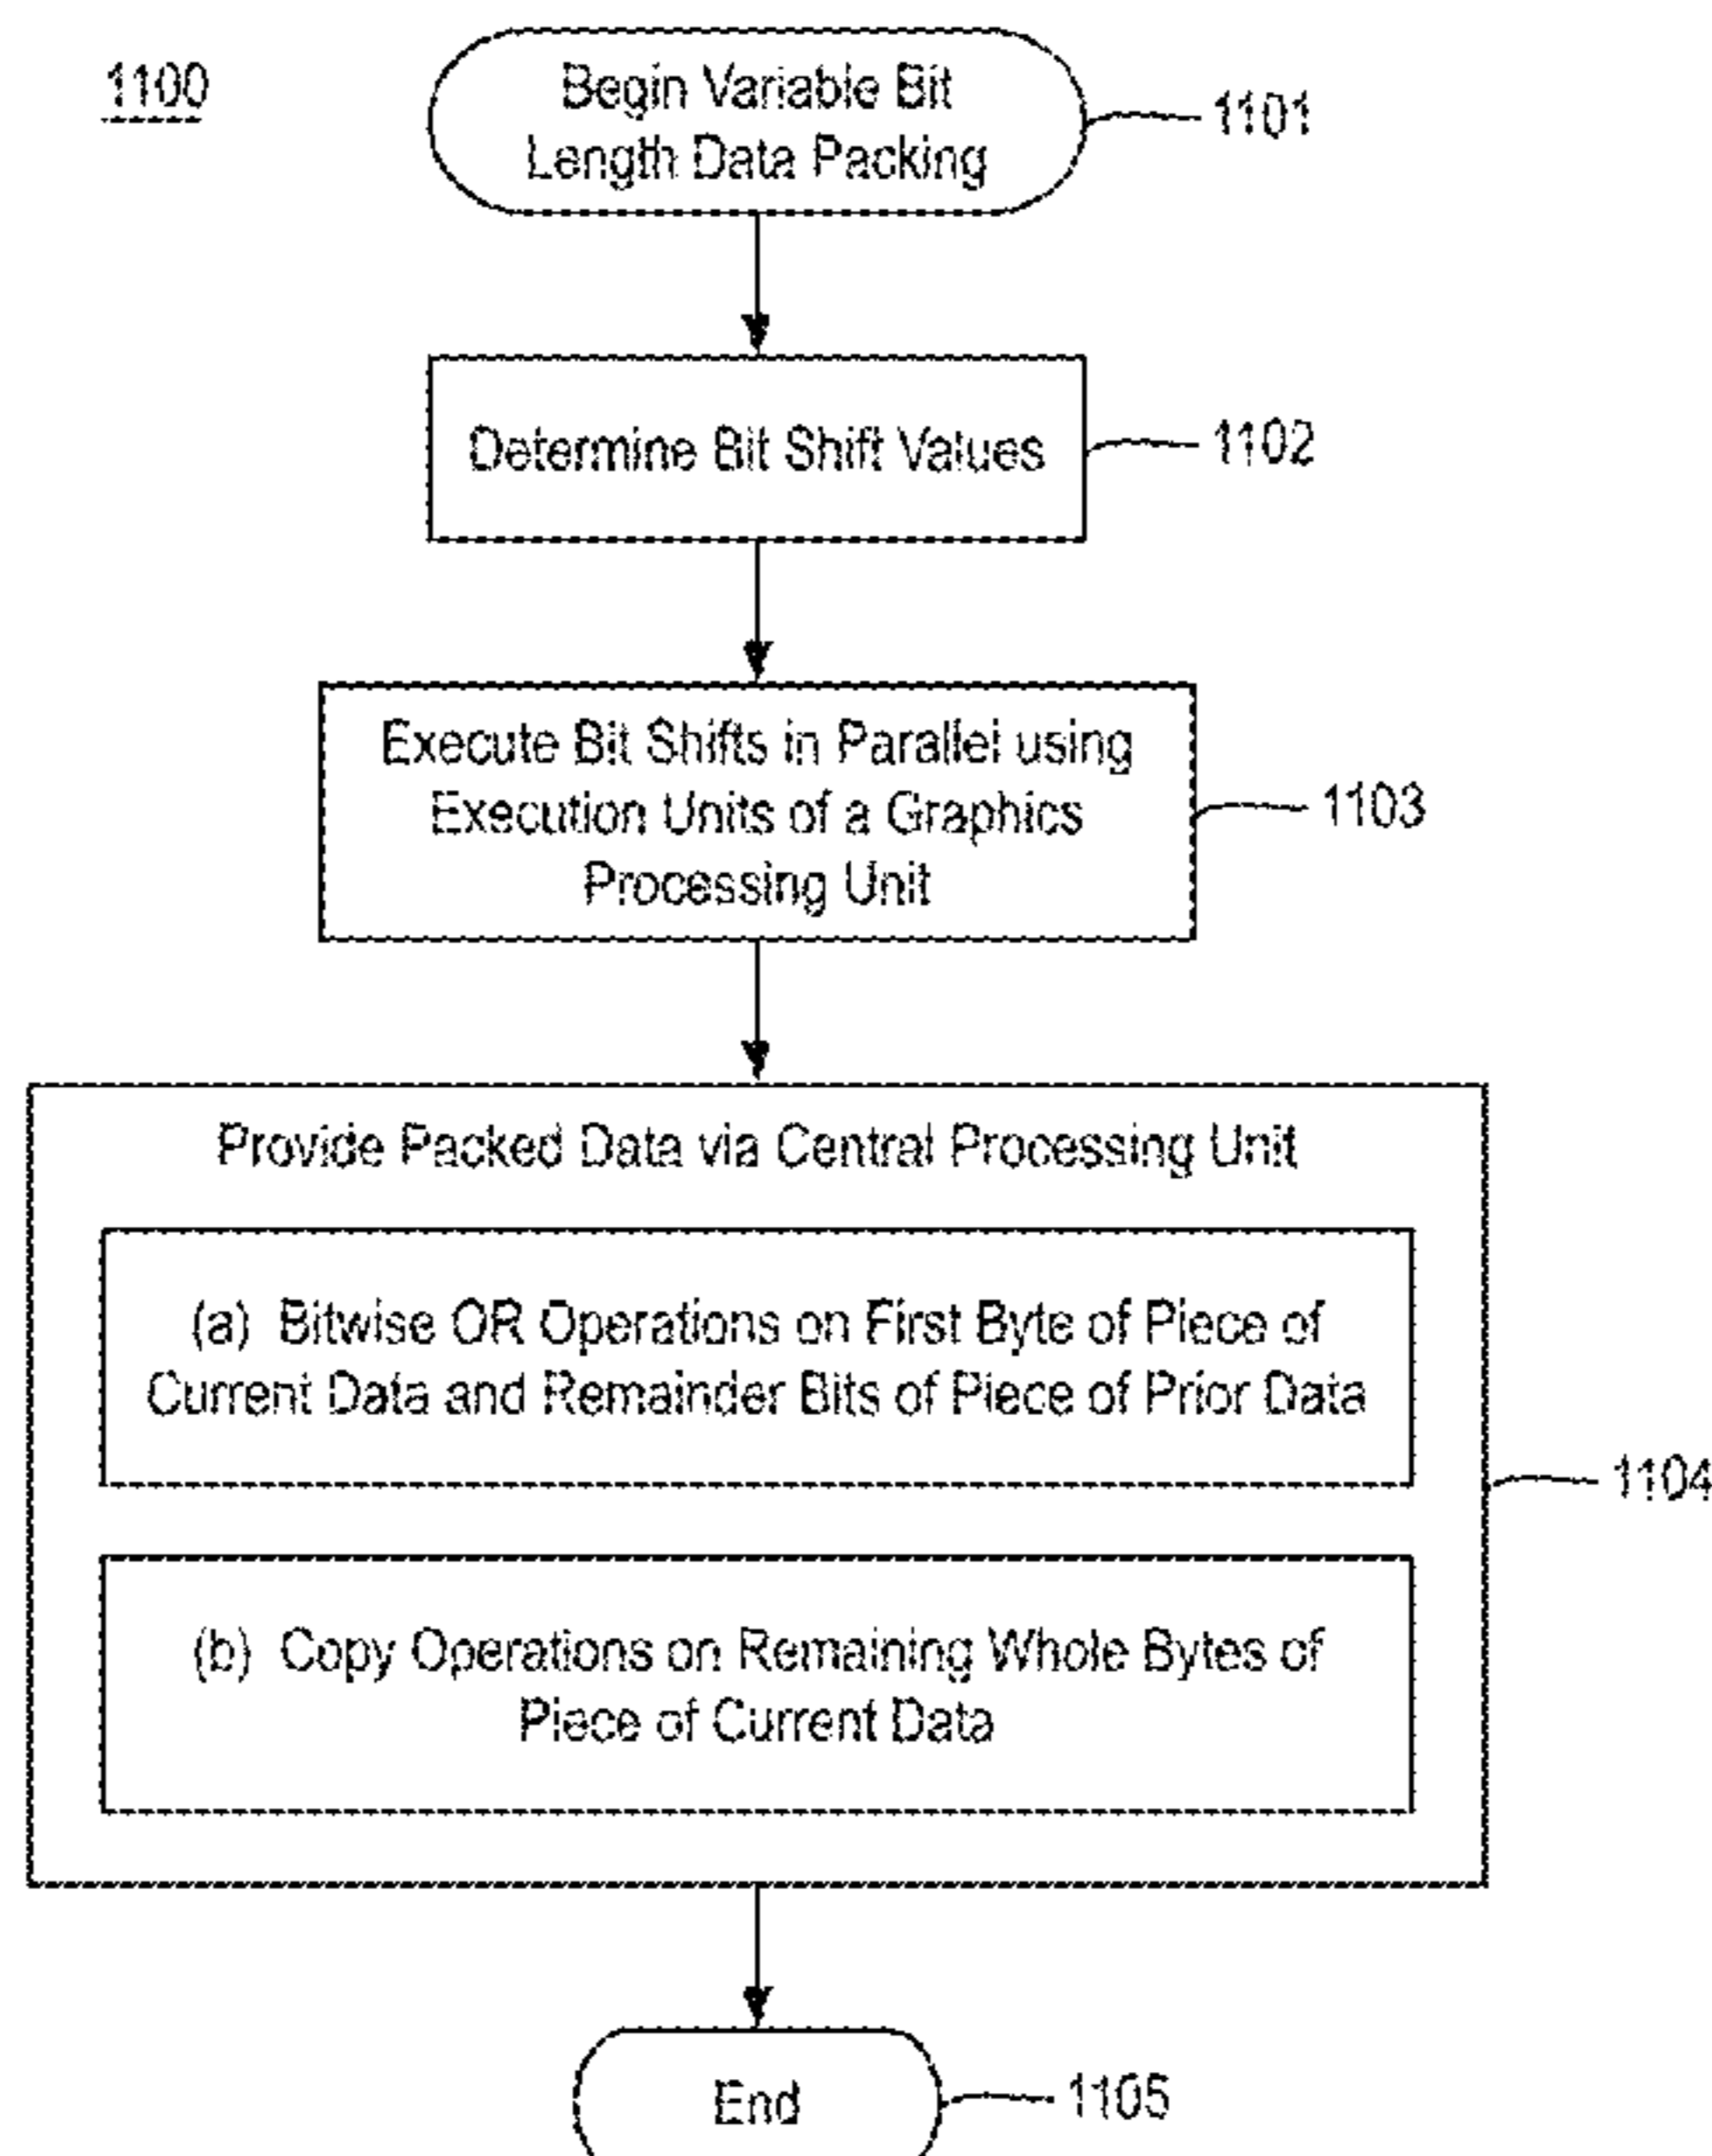 1100
Begin Variable Bit
Length Data Packing
1101
Determine Bit Shift Values
1102
Execute Bit Shifts in Parallel using
Execution Units of a Graphics
Processing Unit
1103
Provide Packed Data via Central Processing Unit
(a) Bitwise OR Operations on First Byte of Piece of
Current Data and Remainder Bits of Piece of Prior Data
1104
(b) Copy Operations on Remaining Whole Bytes of
Piece of Current Data
End
1105